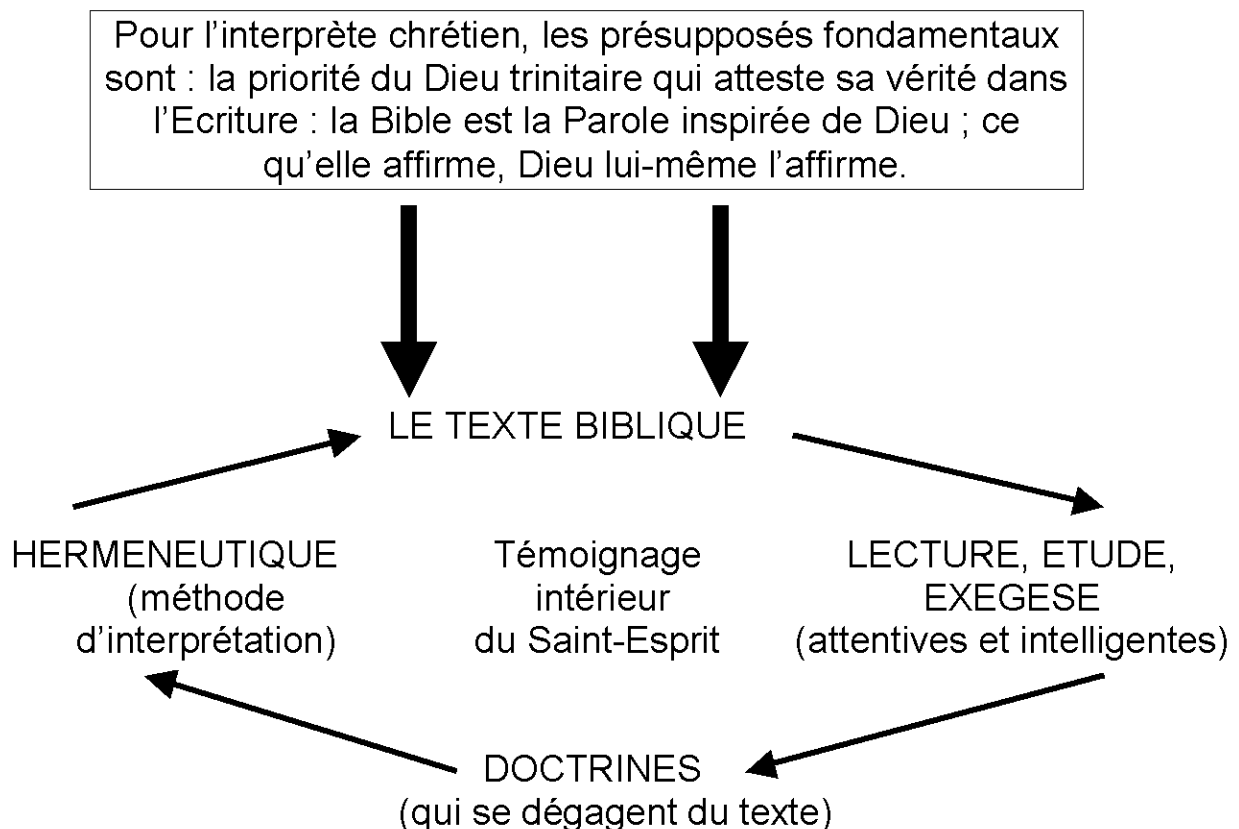 Pour l'interprète chrétien, les présupposés fondamentaux
sont : la priorité du Dieu trinitaire qui atteste sa vérité dans
l'Ecriture : la Bible est la Parole inspirée de Dieu ; ce
qu'elle affirme, Dieu lui-même l'affirme.
LE TEXTE BIBLIQUE
HERMENEUTIQUE
(méthode
d'interprétation)
Témoignage
intérieur
du Saint-Esprit
LECTURE, ETUDE,
EXEGESE
(attentives et intelligentes)
DOCTRINES
(qui se dégagent du texte)